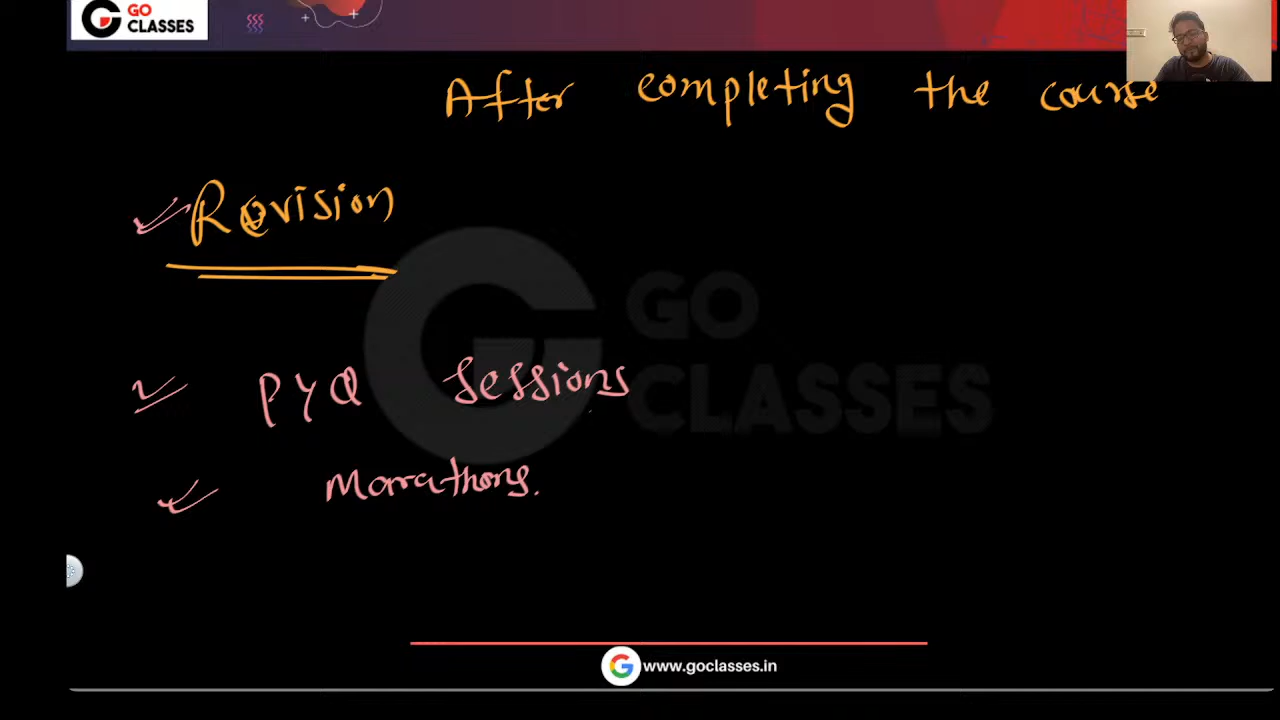 GO
CLASSES
After completing the course
Revision
GO
CLASSES
PYQ Sessions
Marathons.
www.goclasses.in